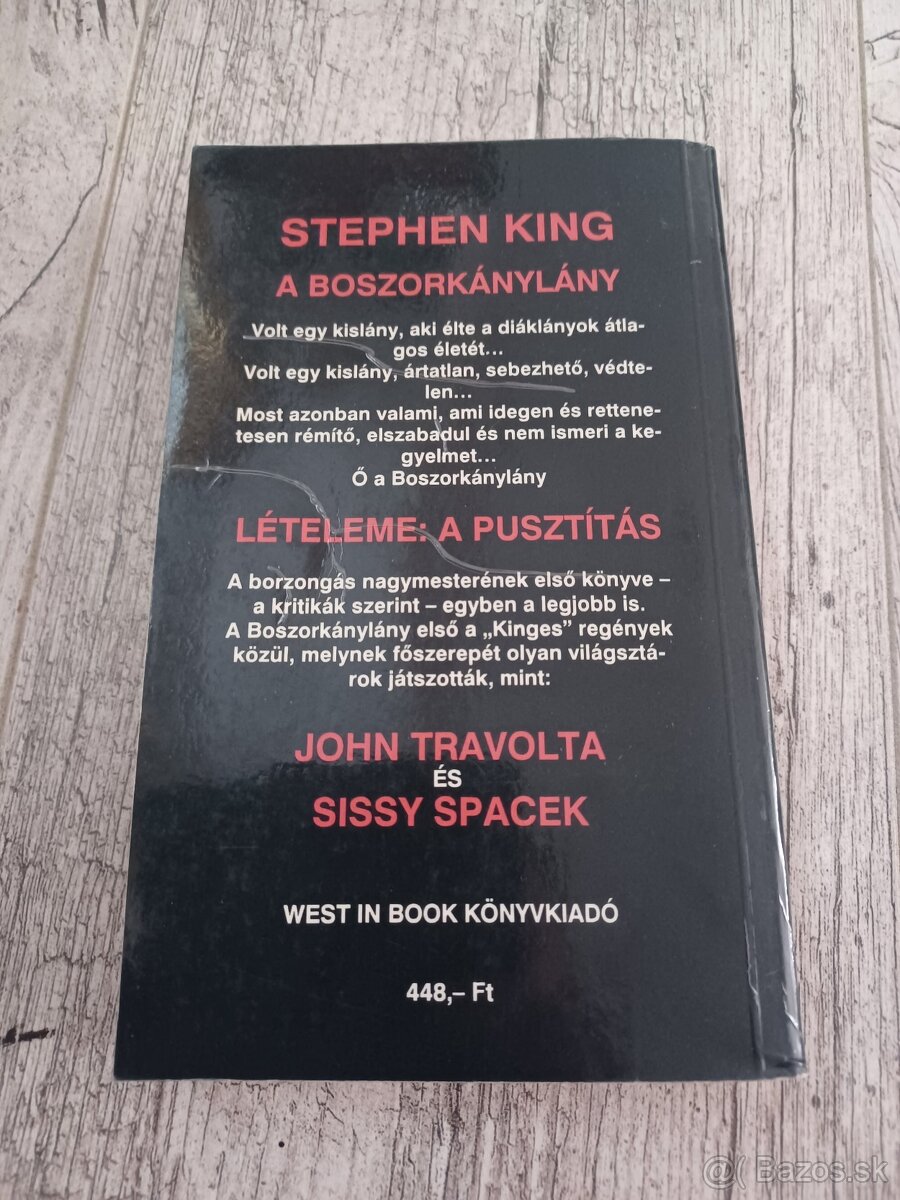 STEPHEN KING
A BOSZORKÁNYLÁNY
Volt egy kislány, aki élte a diáklányok átla-
gos életét...
Volt egy kislány, ártatlan, sebezhető, védte-
len...
Most azonban valami, ami idegen és rettene-
tesen rémítő, elszabadul és nem ismeri a ke-
gyelmet...
Ő a Boszorkánylány
LÉTELEME: A PUSZTÍTÁS
A borzongás nagymesterének első könyve –
a kritikák szerint – egyben a legjobb is.
A Boszorkánylány első a „Kinges” regények
közül, melynek főszerepét olyan világsztá-
rok játszották, mint:
JOHN TRAVOLTA
ÉS
SISSY SPACEK
WEST IN BOOK KÖNYVKIADÓ
448,– Ft
@( Bazos.sk